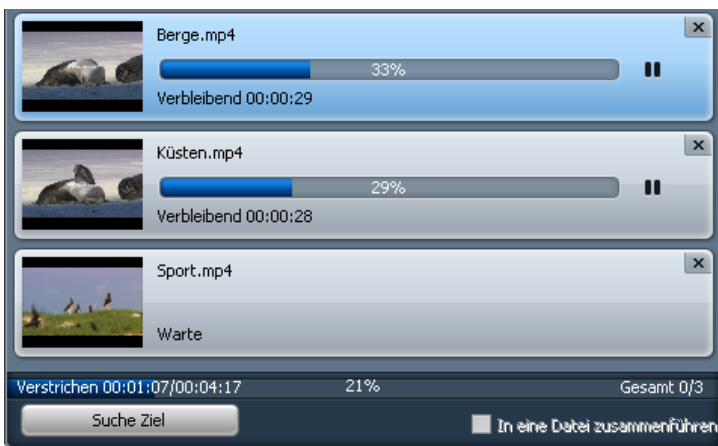 Berge.mp4
33%
Verbleibend 00:00:29
Küsten.mp4
29%
Verbleibend 00:00:28
Sport.mp4
Warte
Verstrichen 00:01:07/00:04:17 21% Gesamt 0/3
Suche Ziel In eine Datei zusammenführen